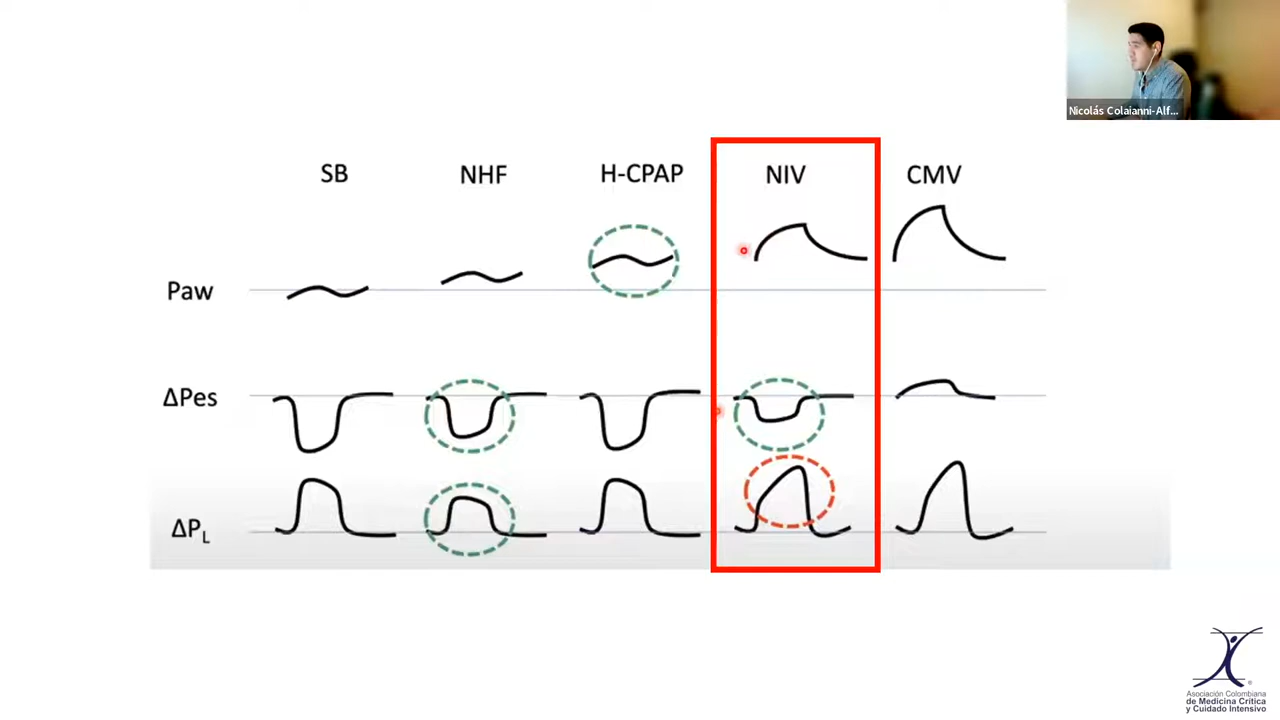 Nicolás Colaianni-Alf...
SB NHF H-CPAP NIV CMV
Paw
ΔPes
ΔPL
Asociación Colombiana
de Medicina Crítica
y Cuidado Intensivo